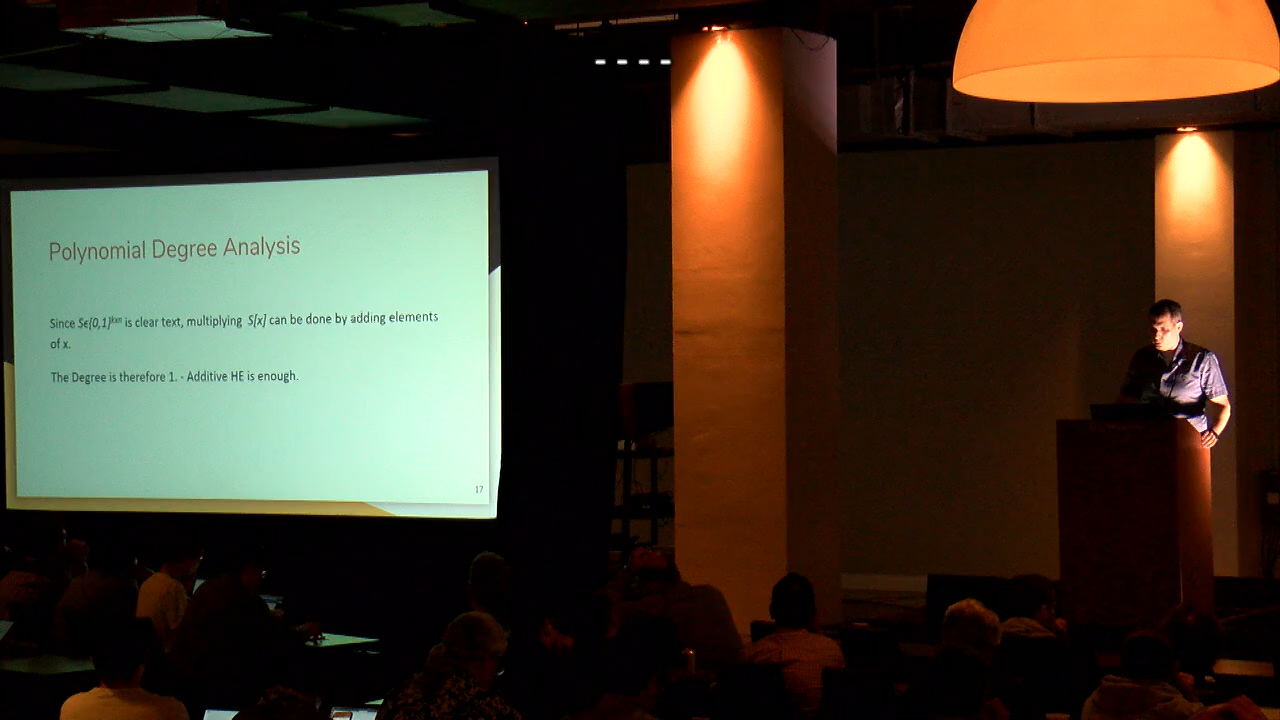 Polynomial Degree Analysis
Since S∈{0,1}ᵏˣⁿ is clear text, multiplying S[x] can be done by adding elements
of x.
The Degree is therefore 1. - Additive HE is enough.
17